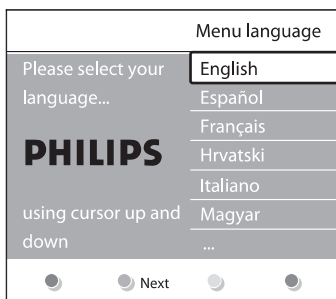 Menu language
Please select your
language...
PHILIPS
using cursor up and
down
English
Español
Français
Hrvatski
Italiano
Magyar
...
Next